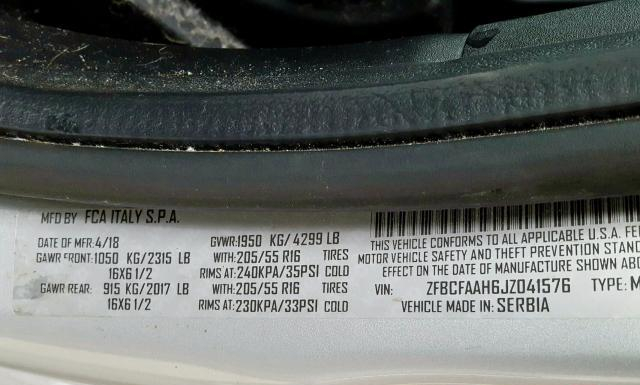 MFD BY FCA ITALY S.P.A.
DATE OF MFR:4/18 GVWR:1950 KG/4299 LB
GAWR FRONT:1050 KG/2315 LB WITH:205/55 R16 TIRES
16X6 1/2 RIMS AT:240KPA/35PSI COLD
GAWR REAR: 915 KG/2017 LB WITH:205/55 R16 TIRES
16X6 1/2 RIMS AT:230KPA/33PSI COLD
THIS VEHICLE CONFORMS TO ALL APPLICABLE U.S.A. FE
MOTOR VEHICLE SAFETY AND THEFT PREVENTION STAND
EFFECT ON THE DATE OF MANUFACTURE SHOWN ABO
VIN: ZFBCFAAH6JZ041576 TYPE:M
VEHICLE MADE IN: SERBIA